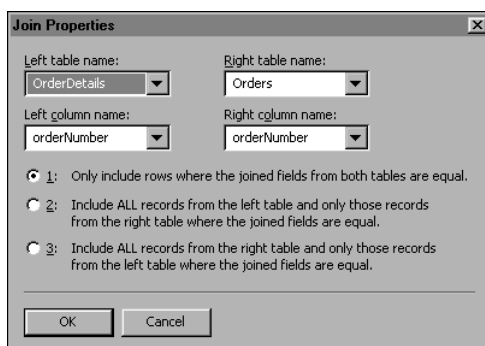 Join Properties
Left table name: Right table name:
OrderDetails Orders
Left column name: Right column name:
orderNumber orderNumber
1: Only include rows where the joined fields from both tables are equal.
2: Include ALL records from the left table and only those records
from the right table where the joined fields are equal.
3: Include ALL records from the right table and only those records
from the left table where the joined fields are equal.
OK Cancel